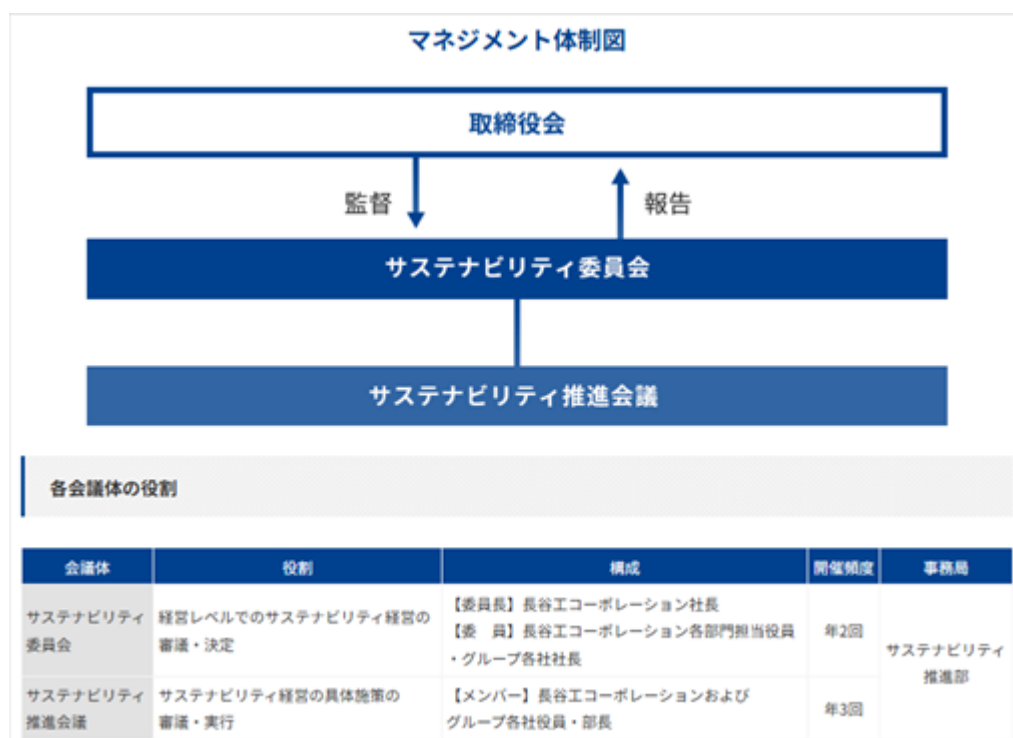 マネジメント体制図
取締役会
監督
報告
サステナビリティ委員会
サステナビリティ推進会議
各会議体の役割
会議体 役割 構成 開催頻度 事務局
サステナビリティ
委員会
経営レベルでのサステナビリティ経営の
審議・決定
【委員長】長谷工コーポレーション社長
【委　員】長谷工コーポレーション各部門担当役員
・グループ各社社長
年2回
サステナビリティ
推進部
サステナビリティ
推進会議
サステナビリティ経営の具体施策の
審議・実行
【メンバー】長谷工コーポレーションおよび
グループ各社役員・部長
年3回